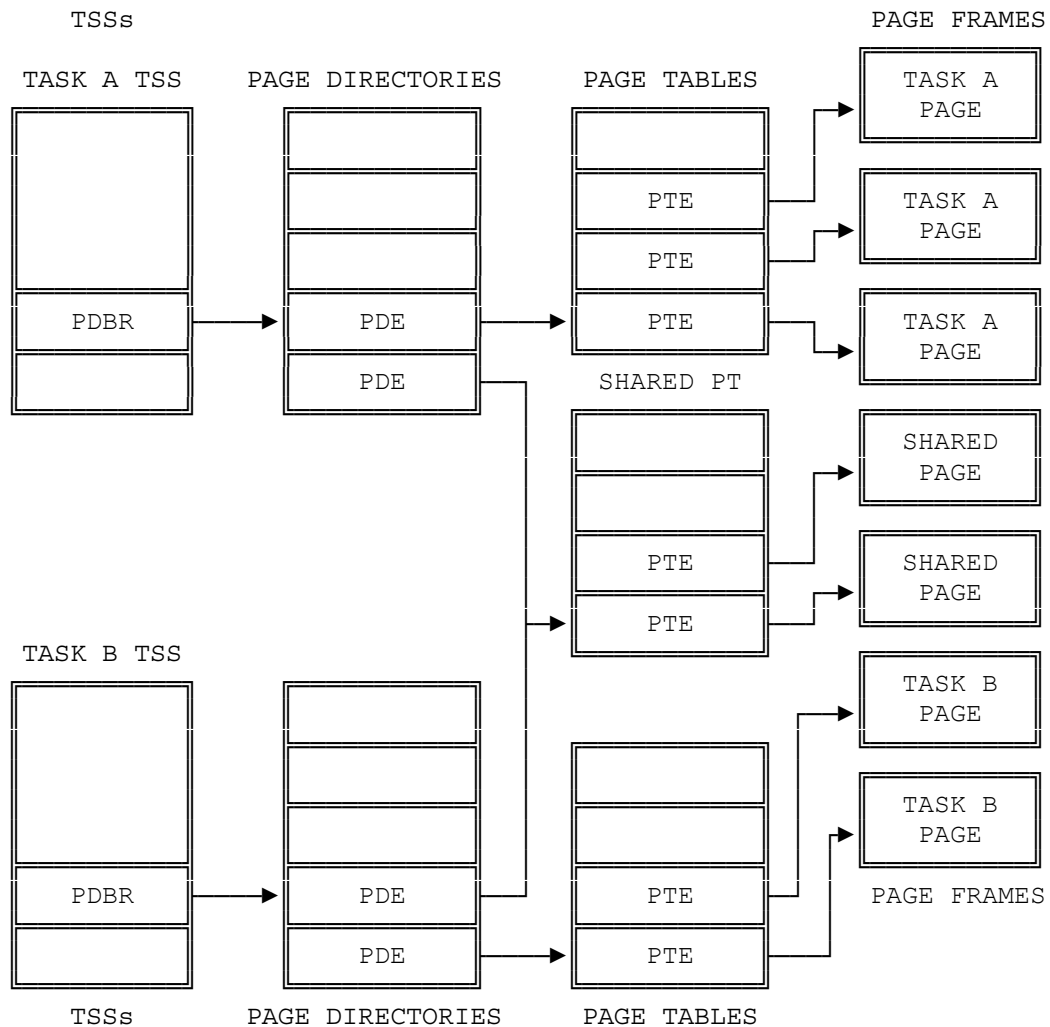 TSSs
PAGE FRAMES
TASK A TSS
PAGE DIRECTORIES
PAGE TABLES
TASK A
PAGE
PTE
TASK A
PAGE
PTE
PDBR
PDE
PTE
TASK A
PAGE
PDE
SHARED PT
SHARED
PAGE
PTE
SHARED
PAGE
PTE
TASK B TSS
TASK B
PAGE
TASK B
PAGE
PDBR
PDE
PTE
PAGE FRAMES
PDE
PTE
TSSs
PAGE DIRECTORIES
PAGE TABLES